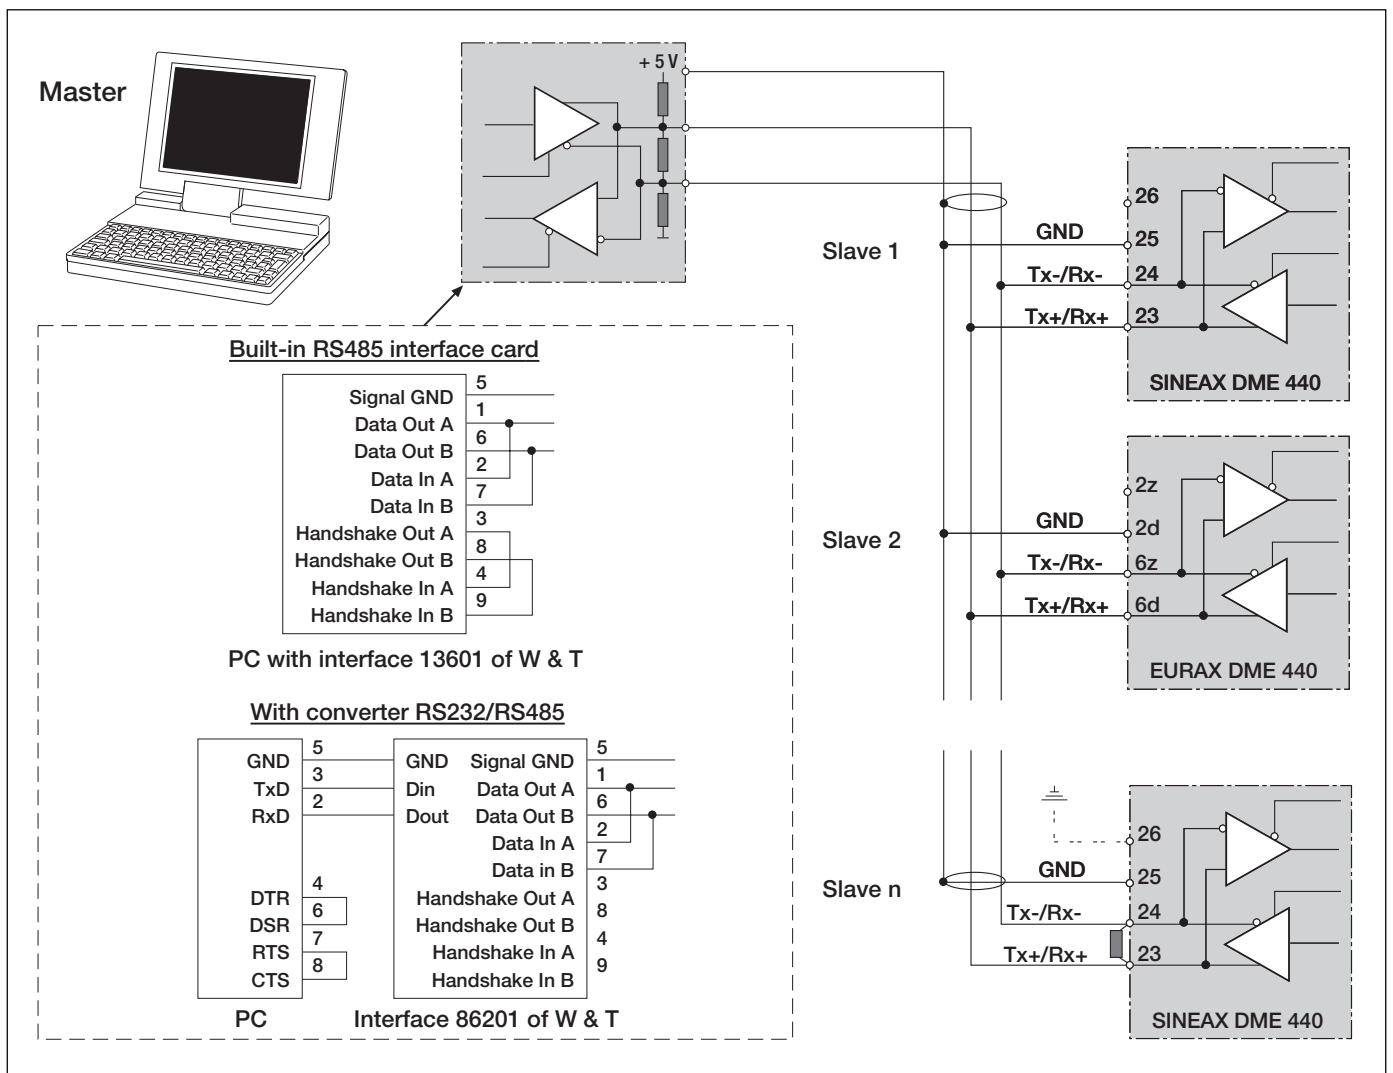 Master
+ 5 V
Slave 1
26
GND 25
Tx-/Rx- 24
Tx+/Rx+ 23
SINEAX DME 440
Built-in RS485 interface card
Signal GND 5
Data Out A 1
Data Out B 6
Data In A 2
Data In B 7
Handshake Out A 3
Handshake Out B 8
Handshake In A 4
Handshake In B 9
PC with interface 13601 of W & T
Slave 2
2z
GND 2d
Tx-/Rx- 6z
Tx+/Rx+ 6d
EURAX DME 440
With converter RS232/RS485
GND 5 GND Signal GND 5
TxD 3 Din Data Out A 1
RxD 2 Dout Data Out B 6
Data In A 2
Data in B 7
DTR 4 Handshake Out A 3
DSR 6 Handshake Out B 8
RTS 7 Handshake In A 4
CTS 8 Handshake In B 9
PC Interface 86201 of W & T
Slave n
26
GND 25
Tx-/Rx- 24
Tx+/Rx+ 23
SINEAX DME 440